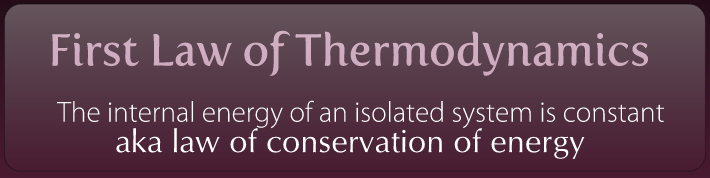 First Law of Thermodynamics
The internal energy of an isolated system is constant
aka law of conservation of energy